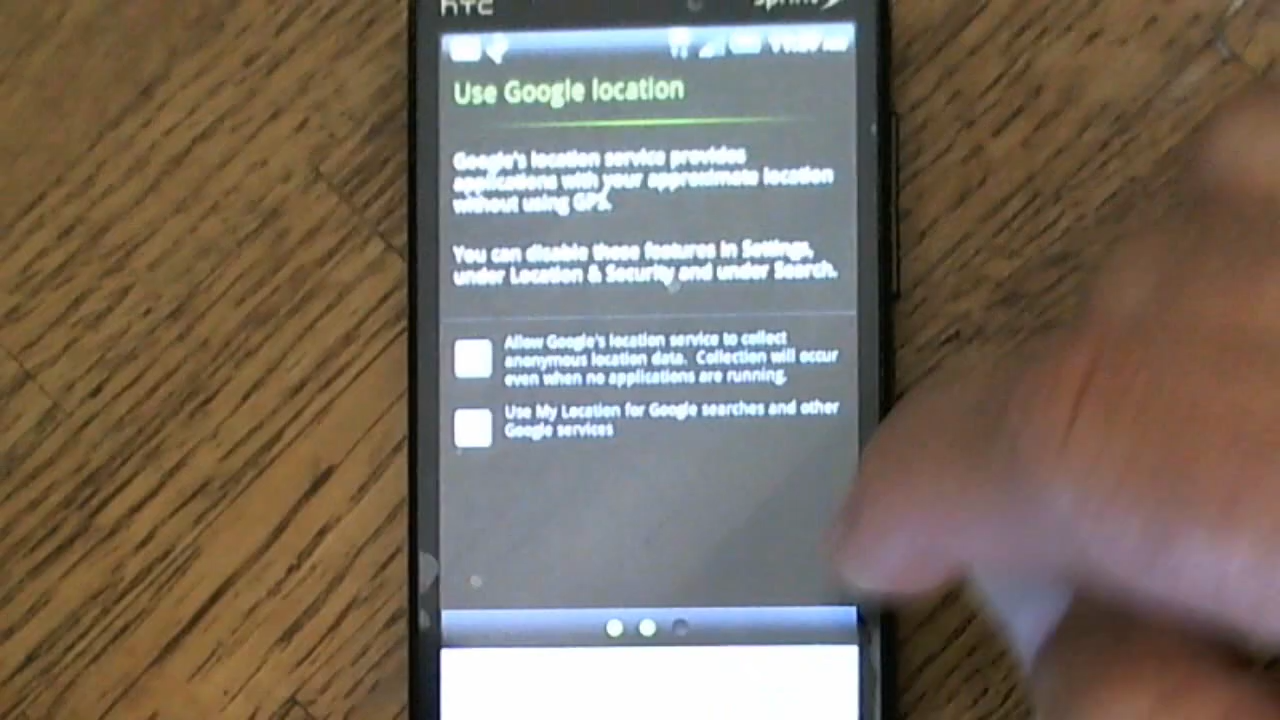 hTC
Sprint
Use Google location
Google's location service provides
applications with your approximate location
without using GPS.
You can disable these features in Settings,
under Location & Security and under Search.
Allow Google's location service to collect
anonymous location data. Collection will occur
even when no applications are running.
Use My Location for Google searches and other
Google services